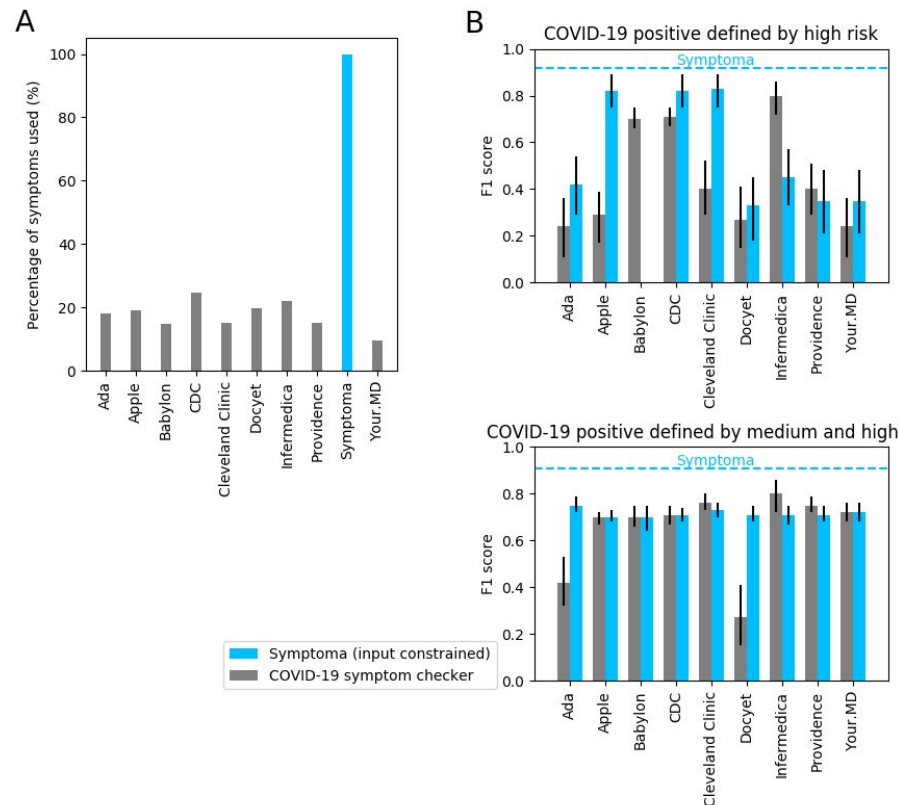 A
Percentage of symptoms used (%)
100
80
60
40
20
0
Ada
Apple
Babylon
CDC
Cleveland Clinic
Docyet
Infermedica
Providence
Symptoma
Your.MD
B
COVID-19 positive defined by high risk
Symptoma
F1 score
1.0
0.8
0.6
0.4
0.2
0.0
Ada
Apple
Babylon
CDC
Cleveland Clinic
Docyet
Infermedica
Providence
Your.MD
COVID-19 positive defined by medium and high
Symptoma
F1 score
1.0
0.8
0.6
0.4
0.2
0.0
Ada
Apple
Babylon
CDC
Cleveland Clinic
Docyet
Infermedica
Providence
Your.MD
Symptoma (input constrained)
COVID-19 symptom checker